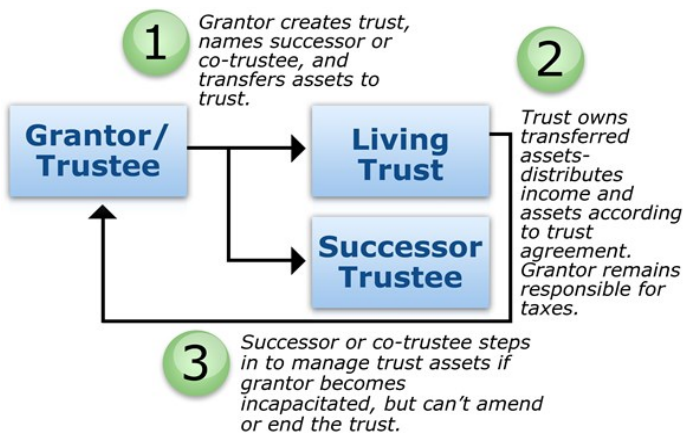 1
Grantor creates trust,
names successor or
co-trustee, and
transfers assets to
trust.
2
Grantor/
Trustee
Living
Trust
Successor
Trustee
Trust owns
transferred
assets-
distributes
income and
assets according
to trust
agreement.
Grantor remains
responsible for
taxes.
3
Successor or co-trustee steps
in to manage trust assets if
grantor becomes
incapacitated, but can't amend
or end the trust.